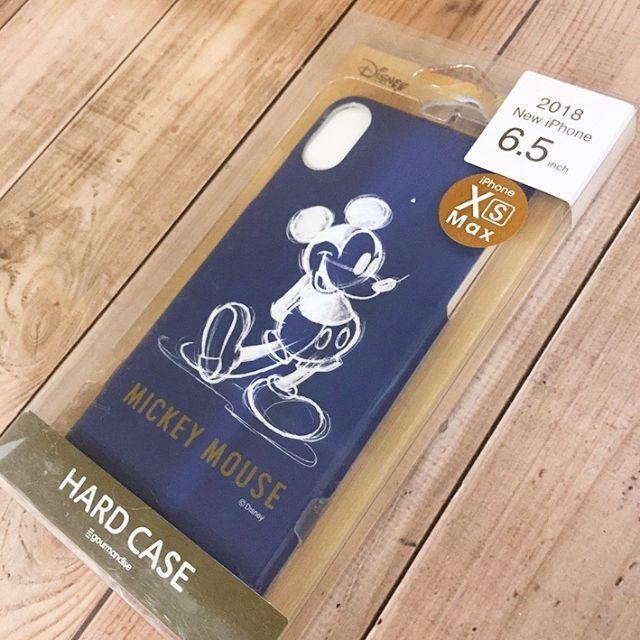 Disney
2018
New iPhone
6.5 inch
iPhone
XS
Max
MICKEY MOUSE
©Disney
HARD CASE
gourmandise